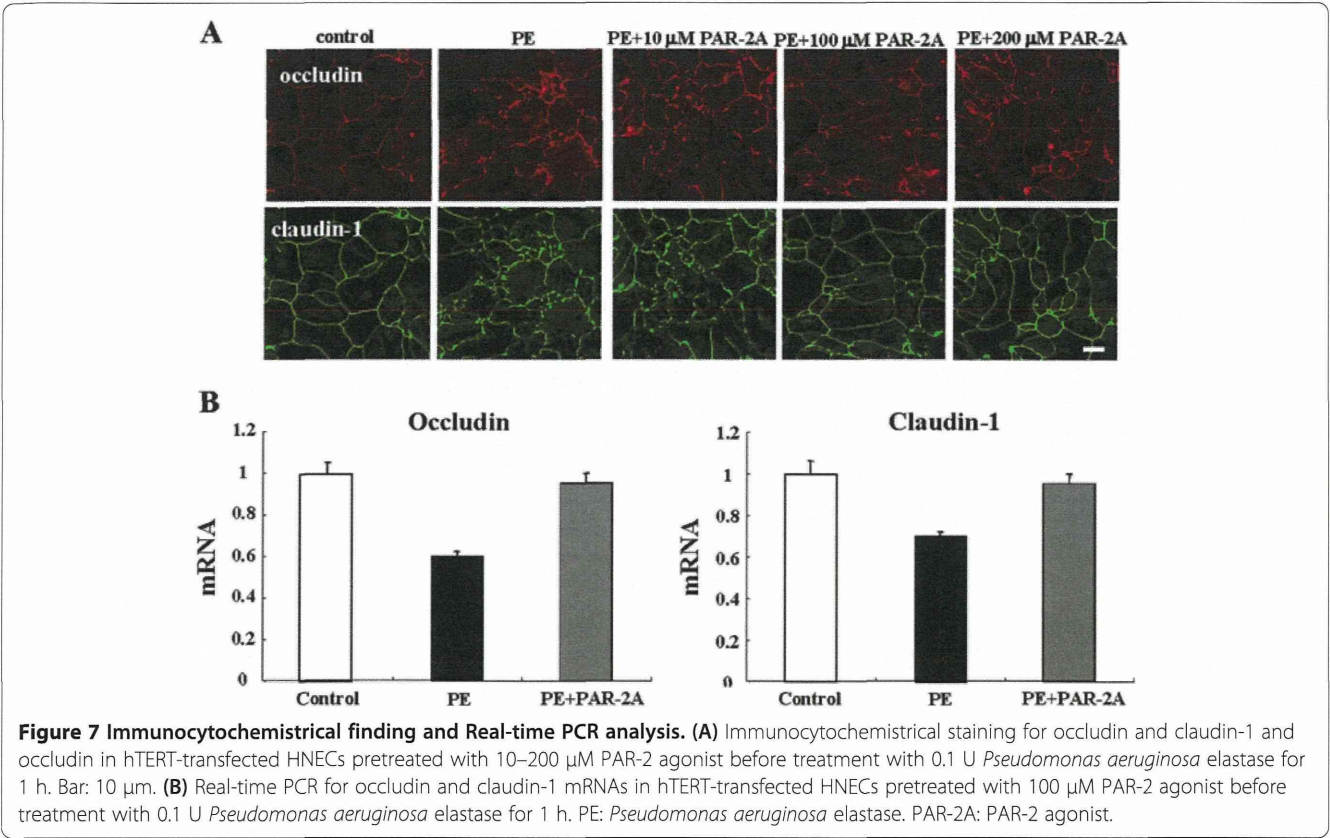 A
control PE PE+10 µM PAR-2A PE+100 µM PAR-2A PE+200 µM PAR-2A
occludin
claudin-1
B
Occludin
1.2
1
0.8
0.6
0.4
0.2
0
mRNA
Control PE PE+PAR-2A
Claudin-1
1.2
1
0.8
0.6
0.4
0.2
0
mRNA
Control PE PE+PAR-2A
Figure 7 Immunocytochemistrical finding and Real-time PCR analysis. (A) Immunocytochemistrical staining for occludin and claudin-1 and
occludin in hTERT-transfected HNECs pretreated with 10–200 µM PAR-2 agonist before treatment with 0.1 U Pseudomonas aeruginosa elastase for
1 h. Bar: 10 µm. (B) Real-time PCR for occludin and claudin-1 mRNAs in hTERT-transfected HNECs pretreated with 100 µM PAR-2 agonist before
treatment with 0.1 U Pseudomonas aeruginosa elastase for 1 h. PE: Pseudomonas aeruginosa elastase. PAR-2A: PAR-2 agonist.